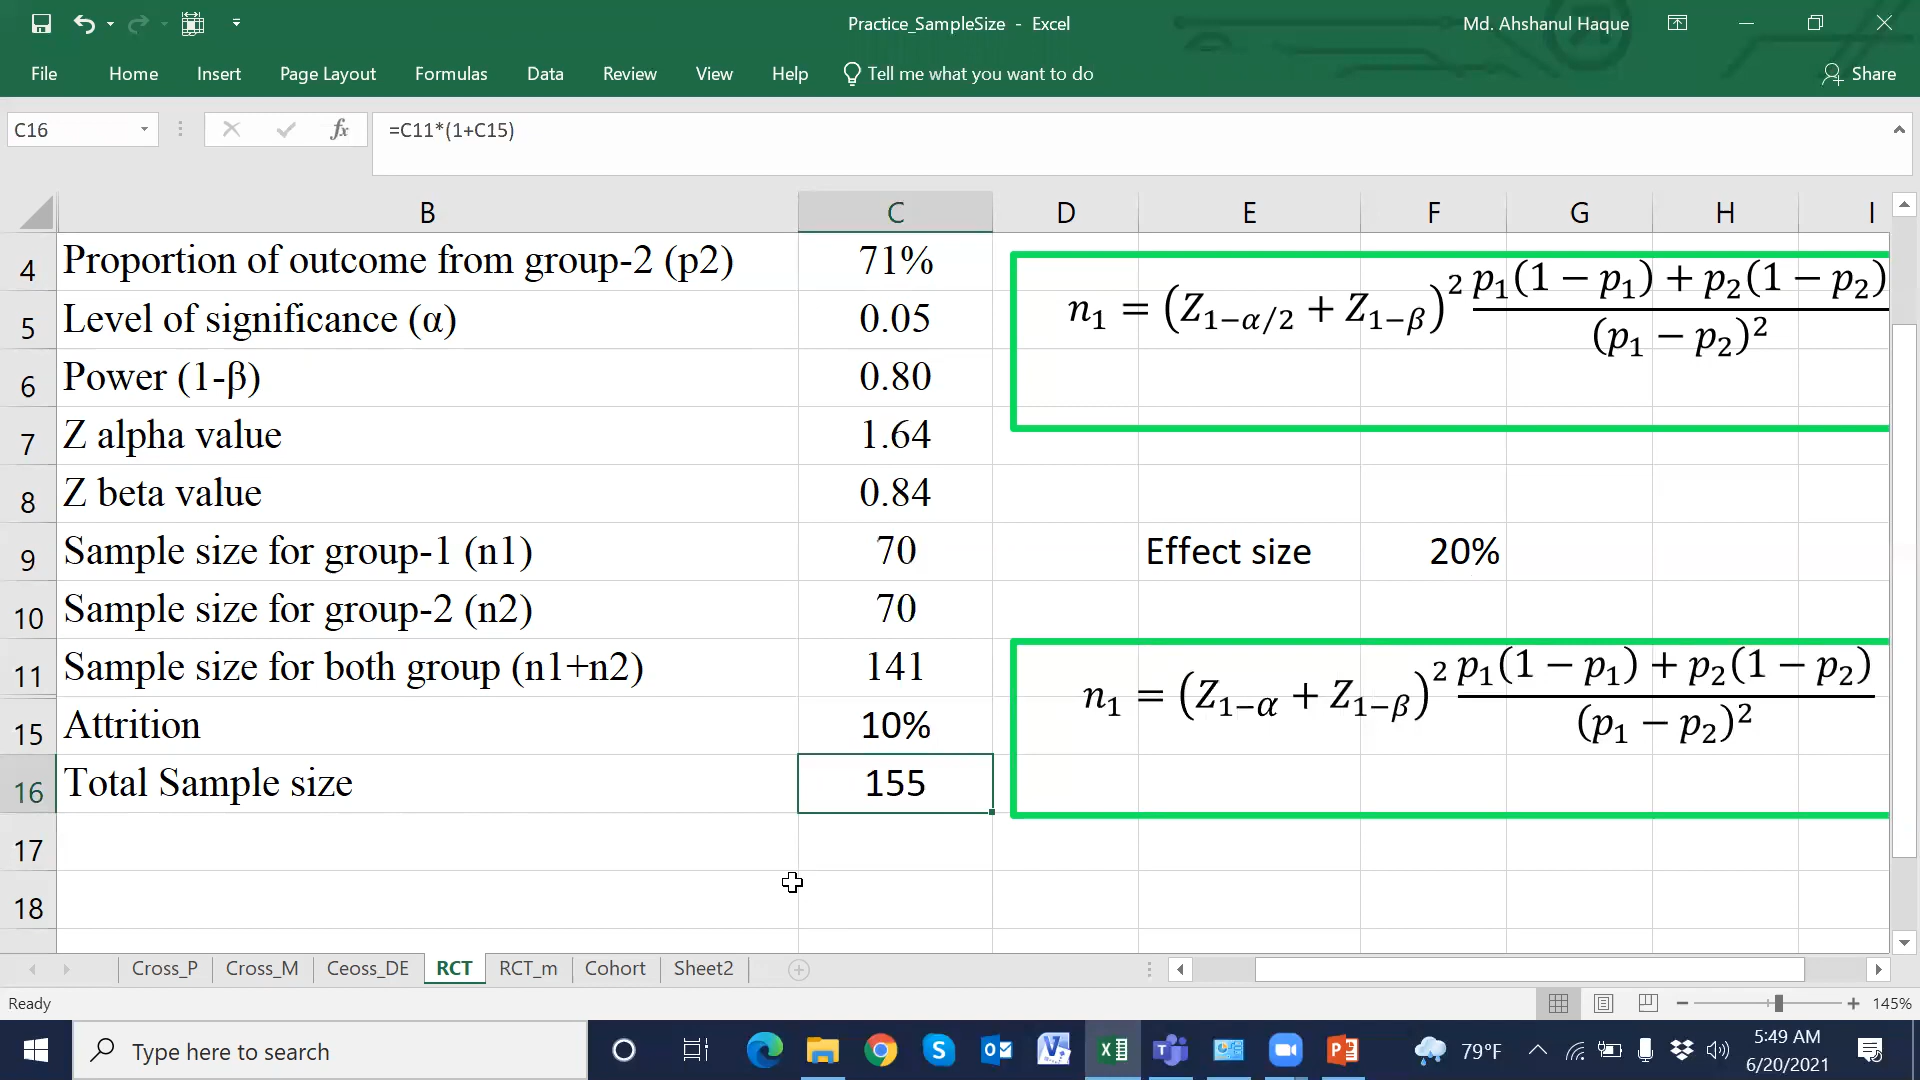 Practice_SampleSize - Excel
Md. Ahshanul Haque
File Home Insert Page Layout Formulas Data Review View Help Tell me what you want to do Share
C16 fx =C11*(1+C15)
B C D E F G H I
4 Proportion of outcome from group-2 (p2) 71%
5 Level of significance (α) 0.05
6 Power (1-β) 0.80
7 Z alpha value 1.64
8 Z beta value 0.84
9 Sample size for group-1 (n1) 70 Effect size 20%
10 Sample size for group-2 (n2) 70
11 Sample size for both group (n1+n2) 141
15 Attrition 10%
16 Total Sample size 155
17
18
n₁ = (Z₁₋α/₂ + Z₁₋β)² p₁(1 − p₁) + p₂(1 − p₂)
(p₁ − p₂)²
n₁ = (Z₁₋α + Z₁₋β)² p₁(1 − p₁) + p₂(1 − p₂)
(p₁ − p₂)²
Cross_P Cross_M Ceoss_DE RCT RCT_m Cohort Sheet2
Ready 145%
Type here to search
79°F
5:49 AM
6/20/2021